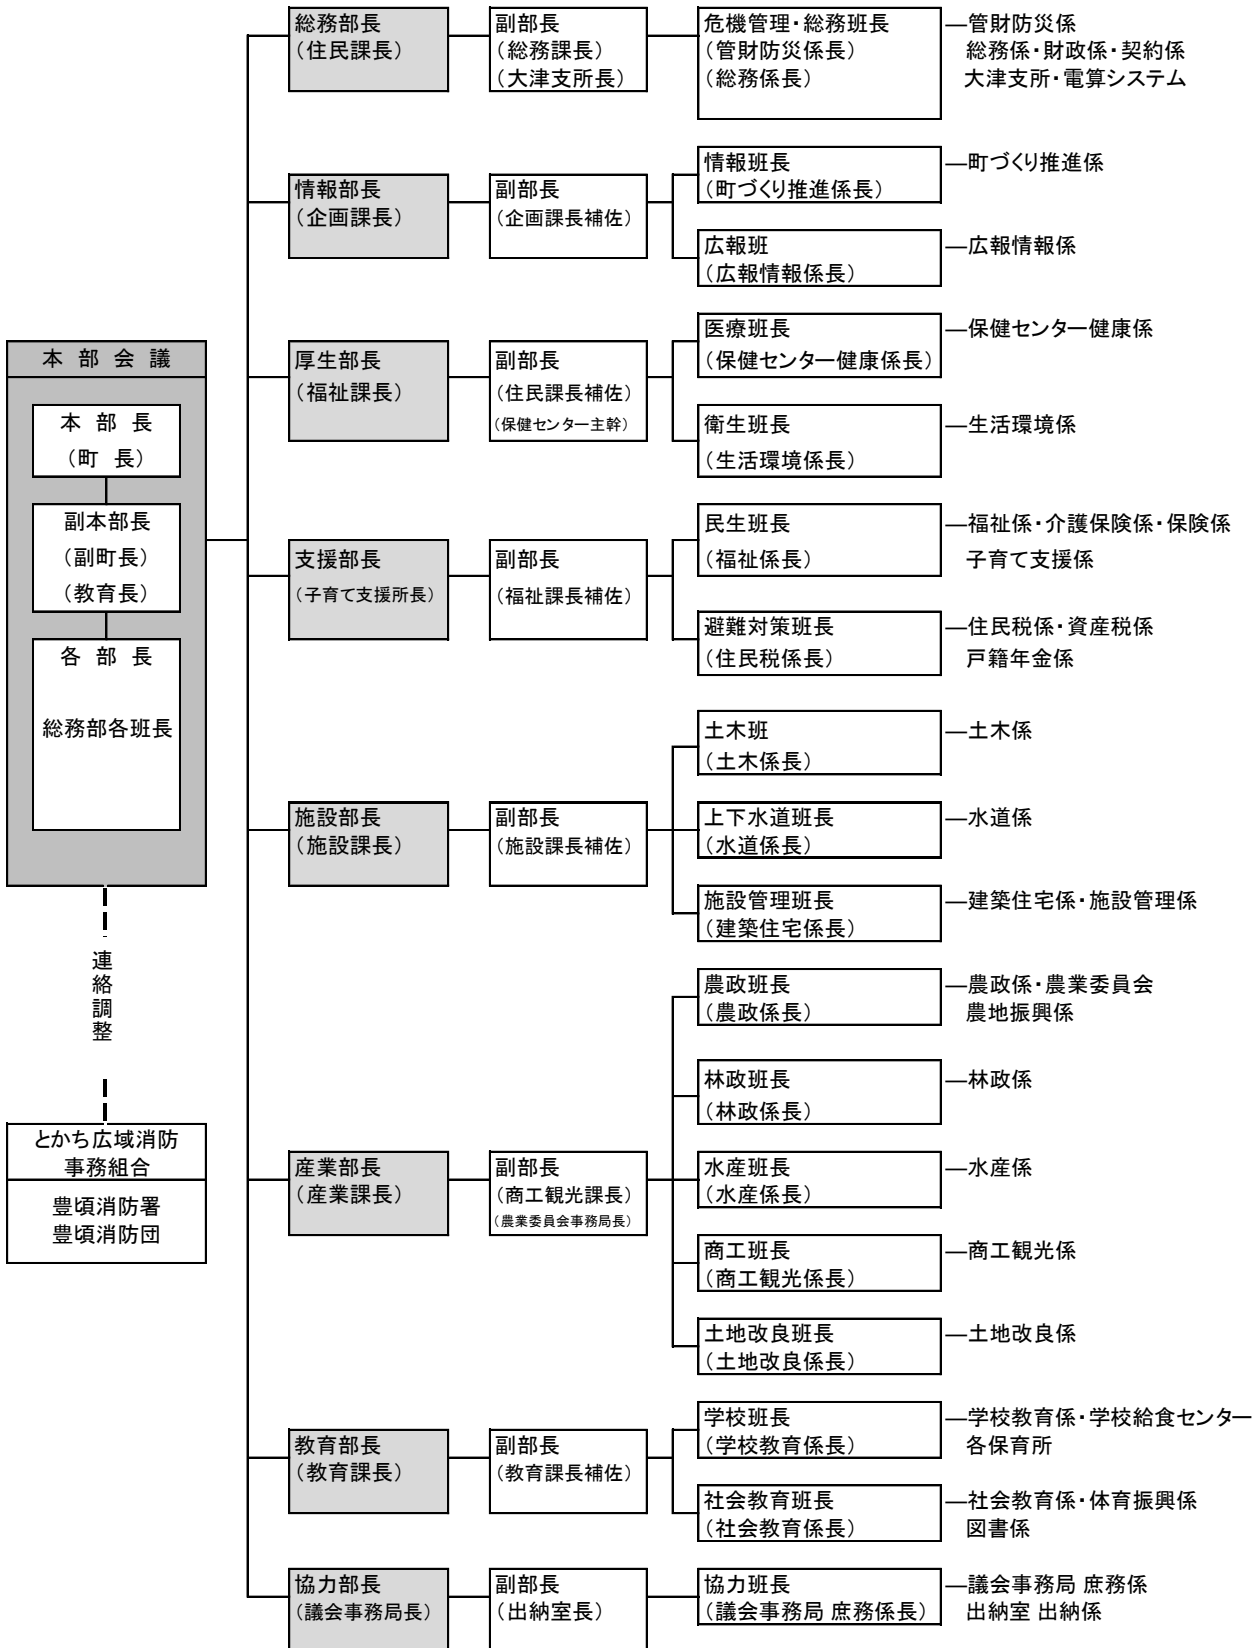 本部会議
本部長
（町長）
副本部長
（副町長）
（教育長）
各部長
総務部各班長
連絡調整
とかち広域消防
事務組合
豊頃消防署
豊頃消防団
総務部長
（住民課長）
副部長
（総務課長）
（大津支所長）
危機管理・総務班長
（管財防災係長）
（総務係長）
―管財防災係
総務係・財政係・契約係
大津支所・電算システム
情報部長
（企画課長）
副部長
（企画課長補佐）
情報班長
（町づくり推進係長）
―町づくり推進係
広報班
（広報情報係長）
―広報情報係
厚生部長
（福祉課長）
副部長
（住民課長補佐）
（保健センター主幹）
医療班長
（保健センター健康係長）
―保健センター健康係
衛生班長
（生活環境係長）
―生活環境係
支援部長
（子育て支援所長）
副部長
（福祉課長補佐）
民生班長
（福祉係長）
―福祉係・介護保険係・保険係
子育て支援係
避難対策班長
（住民税係長）
―住民税係・資産税係
戸籍年金係
施設部長
（施設課長）
副部長
（施設課長補佐）
土木班
（土木係長）
―土木係
上下水道班長
（水道係長）
―水道係
施設管理班長
（建築住宅係長）
―建築住宅係・施設管理係
産業部長
（産業課長）
副部長
（商工観光課長）
（農業委員会事務局長）
農政班長
（農政係長）
―農政係・農業委員会
農地振興係
林政班長
（林政係長）
―林政係
水産班長
（水産係長）
―水産係
商工班長
（商工観光係長）
―商工観光係
土地改良班長
（土地改良係長）
―土地改良係
教育部長
（教育課長）
副部長
（教育課長補佐）
学校班長
（学校教育係長）
―学校教育係・学校給食センター
各保育所
社会教育班長
（社会教育係長）
―社会教育係・体育振興係
図書係
協力部長
（議会事務局長）
副部長
（出納室長）
協力班長
（議会事務局 庶務係長）
―議会事務局 庶務係
出納室 出納係